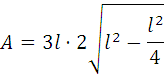 A = 3l · 2√(l² − l²/4)